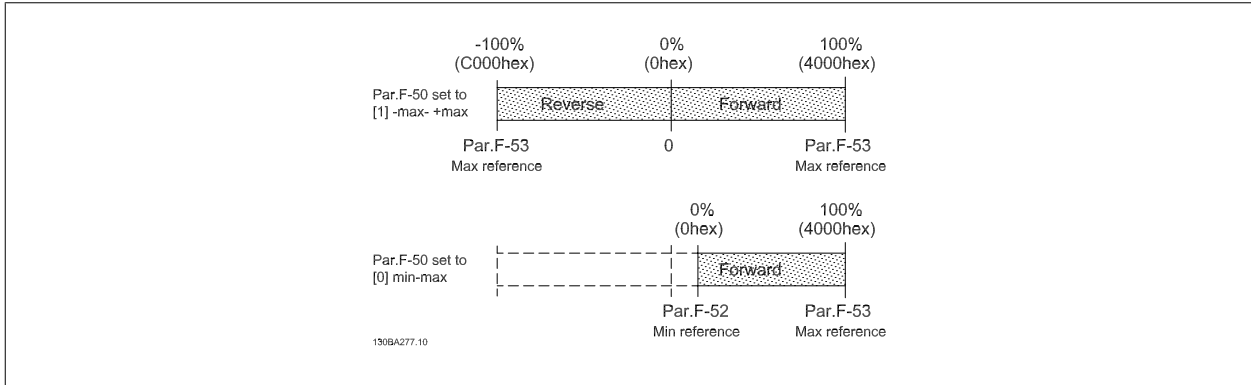 -100% 0% 100%
(C000hex) (0hex) (4000hex)
Par.F-50 set to
[1] -max- +max
Reverse Forward
Par.F-53 0 Par.F-53
Max reference Max reference
0% 100%
(0hex) (4000hex)
Par.F-50 set to
[0] min-max
Forward
Par.F-52 Par.F-53
Min reference Max reference
130BA277.10